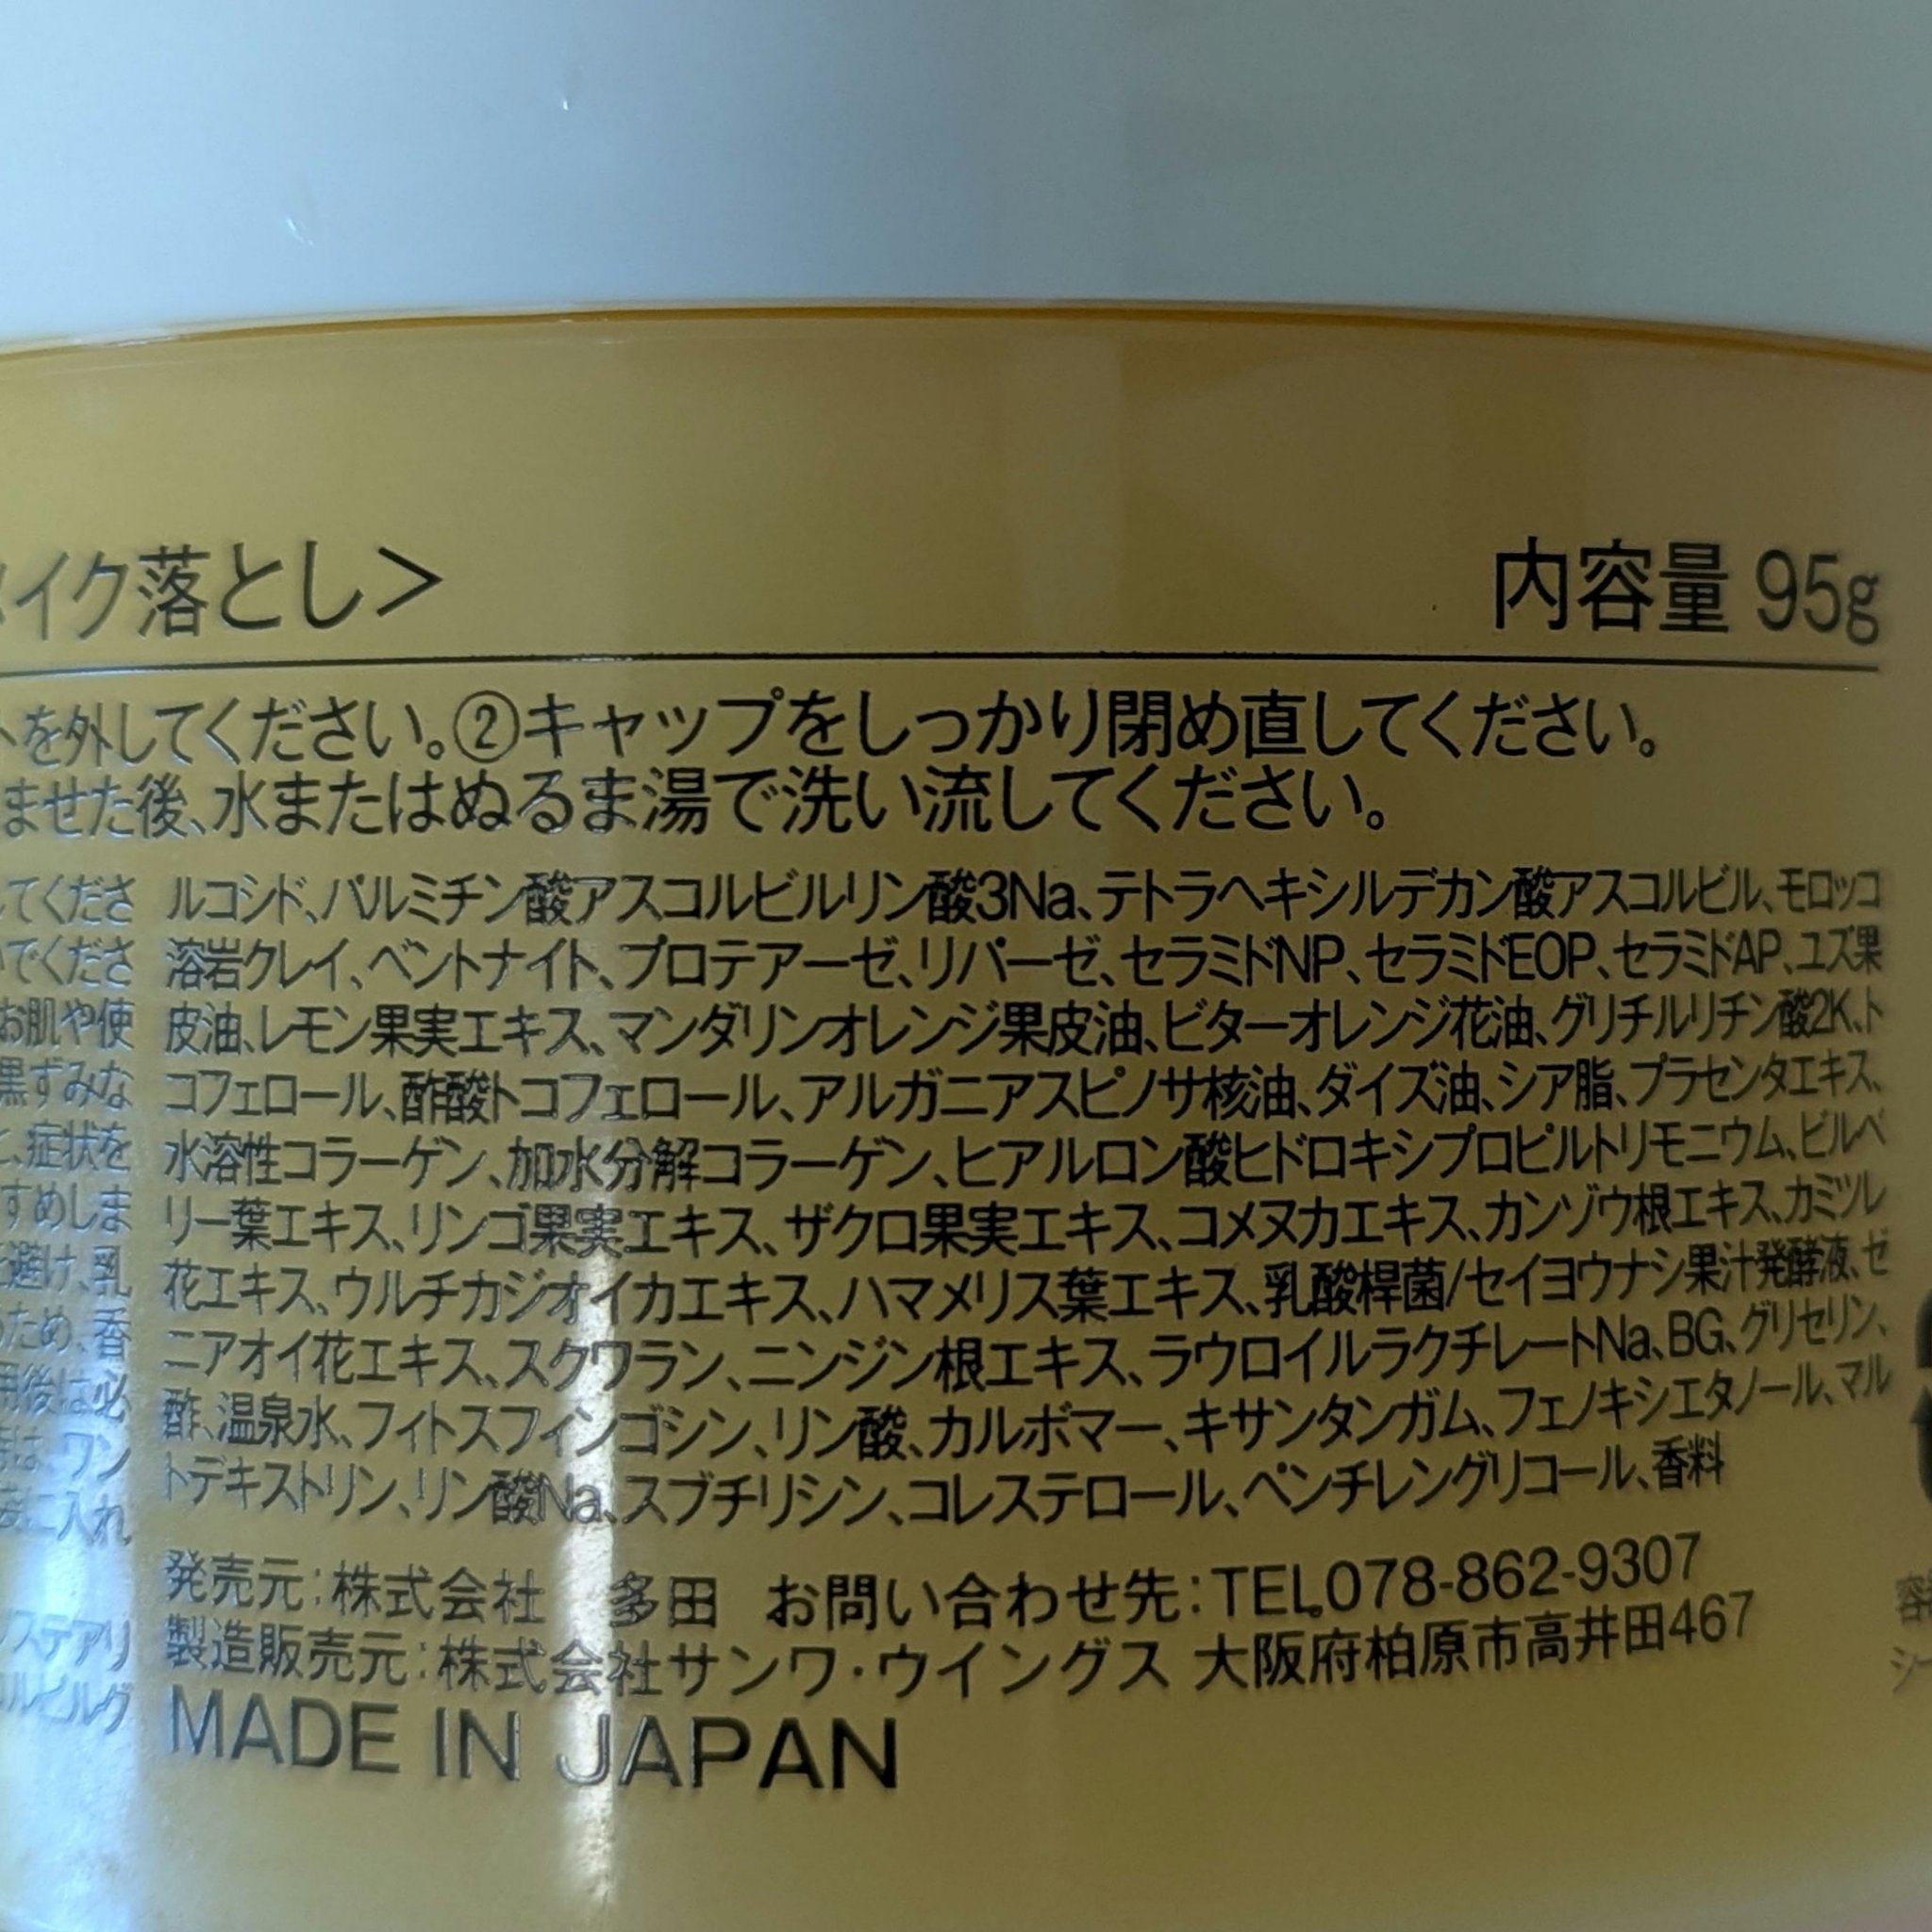 イク落とし＞ 内容量 95g
を外してください。②キャップをしっかり閉め直してください。
ませた後、水またはぬるま湯で洗い流してください。
てくださ
でくださ
お肌や使
黒ずみな
症状を
すめしま
避け、乳
ため、香
用後は必
は、ワン
に入れ
ステアリ
ルビルグ
ルコシド、パルミチン酸アスコルビルリン酸3Na、テトラヘキシルデカン酸アスコルビル、モロッコ
溶岩クレイ、ベントナイト、プロテアーゼ、リパーゼ、セラミドNP、セラミドEOP、セラミドAP、ユズ果
皮油、レモン果実エキス、マンダリンオレンジ果皮油、ビターオレンジ花油、グリチルリチン酸2K、ト
コフェロール、酢酸トコフェロール、アルガニアスピノサ核油、ダイズ油、シア脂、プラセンタエキス、
水溶性コラーゲン、加水分解コラーゲン、ヒアルロン酸ヒドロキシプロピルトリモニウム、ビルベ
リー葉エキス、リンゴ果実エキス、ザクロ果実エキス、コメヌカエキス、カンゾウ根エキス、カミツレ
花エキス、ウルチカジオイカエキス、ハマメリス葉エキス、乳酸桿菌/セイヨウナシ果汁発酵液、ゼ
ニアオイ花エキス、スクワラン、ニンジン根エキス、ラウロイルラクチレートNa、BG、グリセリン、
酢、温泉水、フィトスフィンゴシン、リン酸、カルボマー、キサンタンガム、フェノキシエタノール、マル
トデキストリン、リン酸Na、スブチリシン、コレステロール、ペンチレングリコール、香料
発売元：株式会社 多田 お問い合わせ先：TEL.078-862-9307
製造販売元：株式会社サンワ・ウイングス 大阪府柏原市高井田467
MADE IN JAPAN